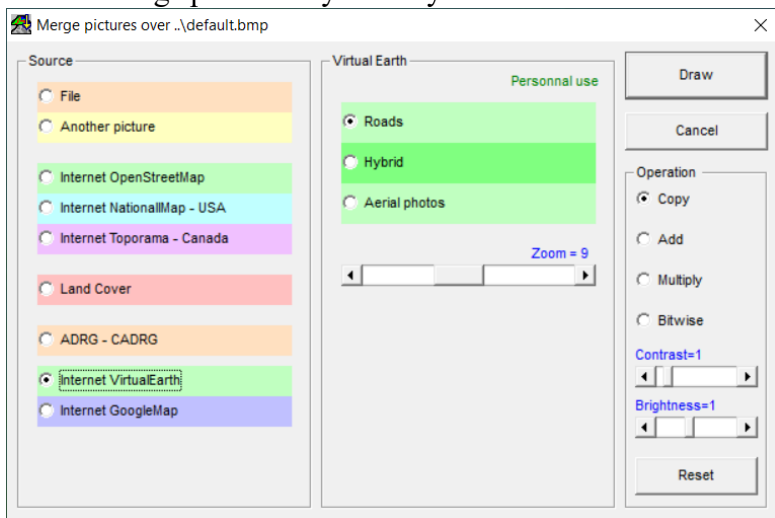 Merge pictures over ..\default.bmp
Source
File
Another picture
Internet OpenStreetMap
Internet NationallMap - USA
Internet Toporama - Canada
Land Cover
ADRG - CADRG
Internet VirtualEarth
Internet GoogleMap
Virtual Earth
Personnal use
Roads
Hybrid
Aerial photos
Zoom = 9
Draw
Cancel
Operation
Copy
Add
Multiply
Bitwise
Contrast=1
Brightness=1
Reset